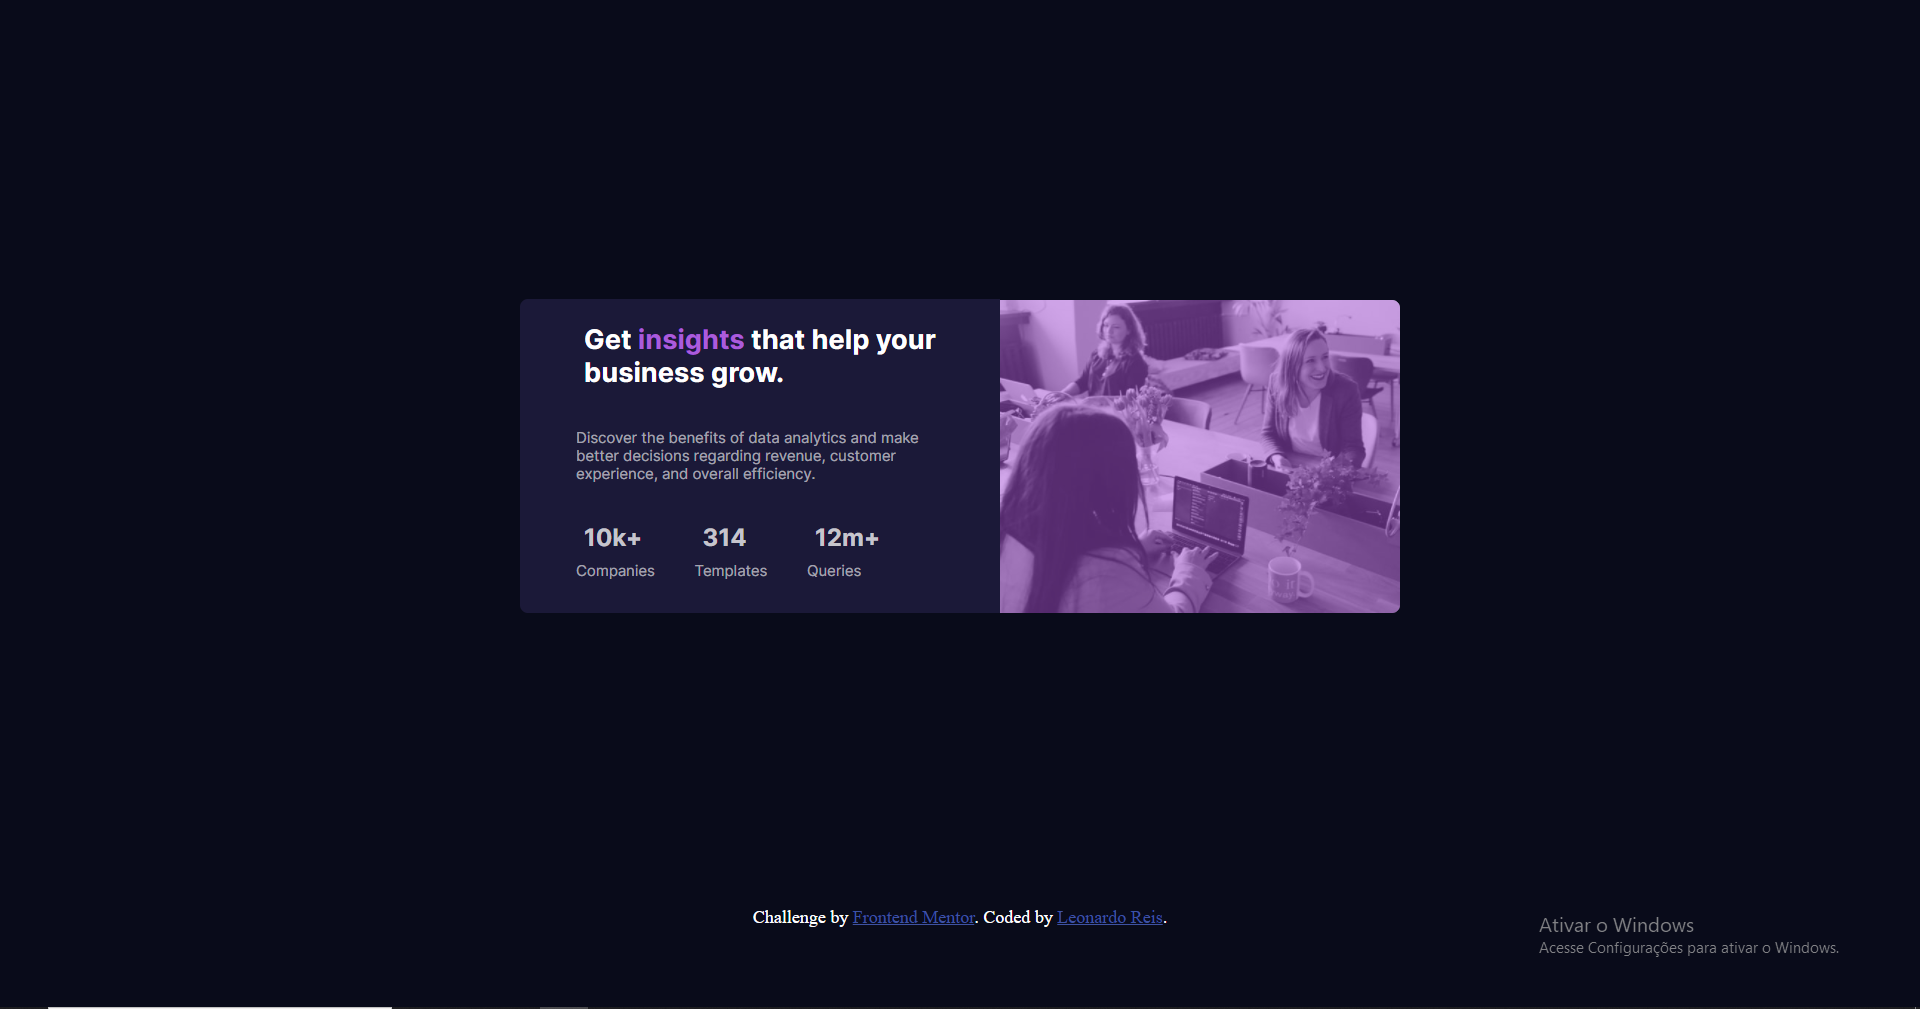 Get insights that help your
business grow.
Discover the benefits of data analytics and make
better decisions regarding revenue, customer
experience, and overall efficiency.
10k+ 314 12m+
Companies Templates Queries
Challenge by Frontend Mentor. Coded by Leonardo Reis.
Ativar o Windows
Acesse Configurações para ativar o Windows.